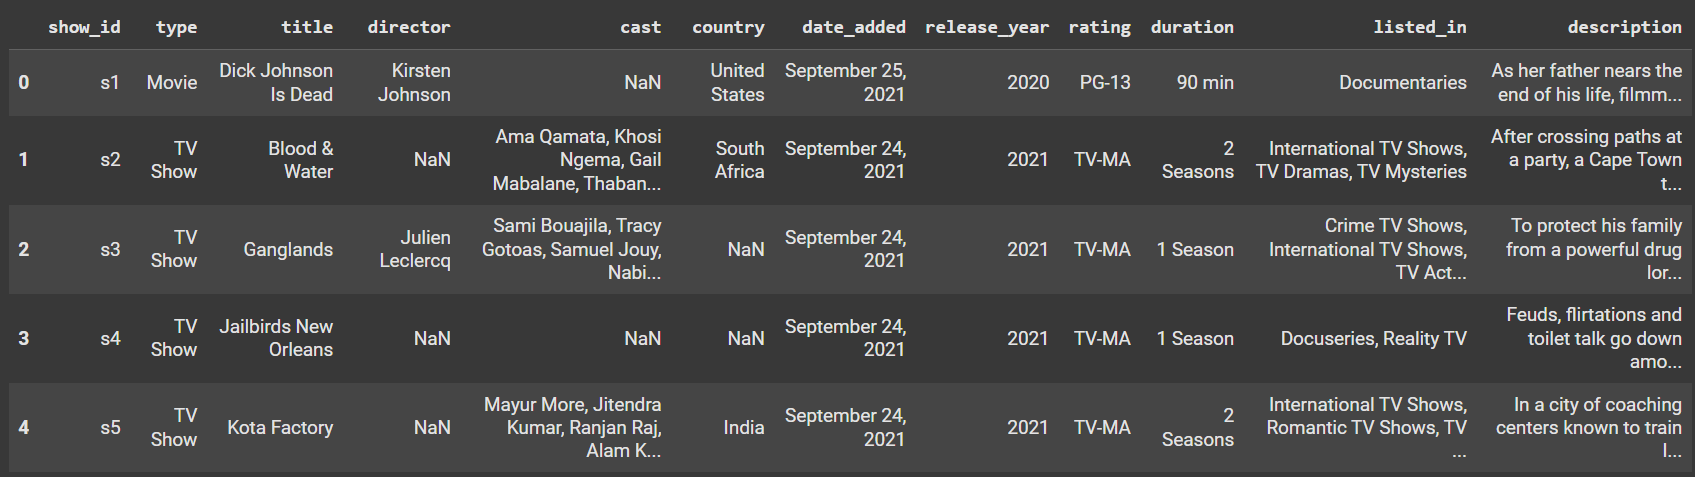 show_id type title director cast country date_added release_year rating duration listed_in description
0 s1 Movie Dick Johnson Is Dead Kirsten Johnson NaN United States September 25, 2021 2020 PG-13 90 min Documentaries As her father nears the end of his life, filmm...
1 s2 TV Show Blood & Water NaN Ama Qamata, Khosi Ngema, Gail Mabalane, Thaban... South Africa September 24, 2021 2021 TV-MA 2 Seasons International TV Shows, TV Dramas, TV Mysteries After crossing paths at a party, a Cape Town t...
2 s3 TV Show Ganglands Julien Leclercq Sami Bouajila, Tracy Gotoas, Samuel Jouy, Nabi... NaN September 24, 2021 2021 TV-MA 1 Season Crime TV Shows, International TV Shows, TV Act... To protect his family from a powerful drug lor...
3 s4 TV Show Jailbirds New Orleans NaN NaN NaN September 24, 2021 2021 TV-MA 1 Season Docuseries, Reality TV Feuds, flirtations and toilet talk go down amo...
4 s5 TV Show Kota Factory NaN Mayur More, Jitendra Kumar, Ranjan Raj, Alam K... India September 24, 2021 2021 TV-MA 2 Seasons International TV Shows, Romantic TV Shows, TV ... In a city of coaching centers known to train I...